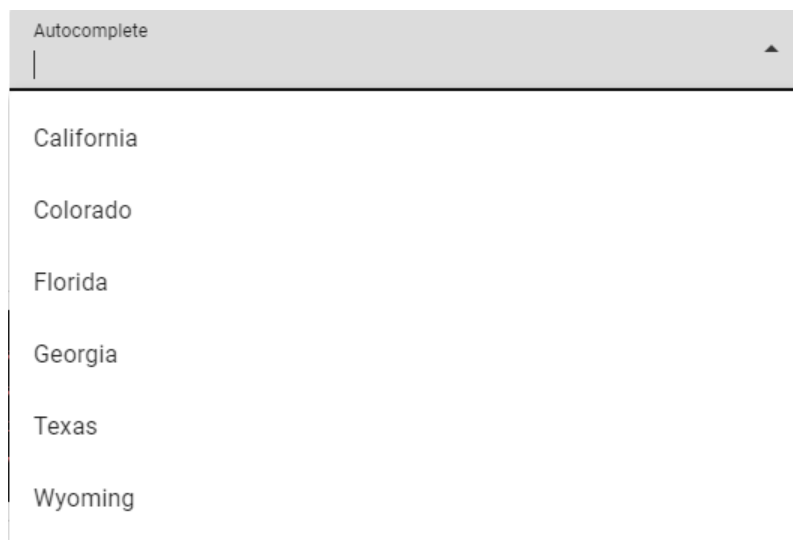 Autocomplete
California
Colorado
Florida
Georgia
Texas
Wyoming